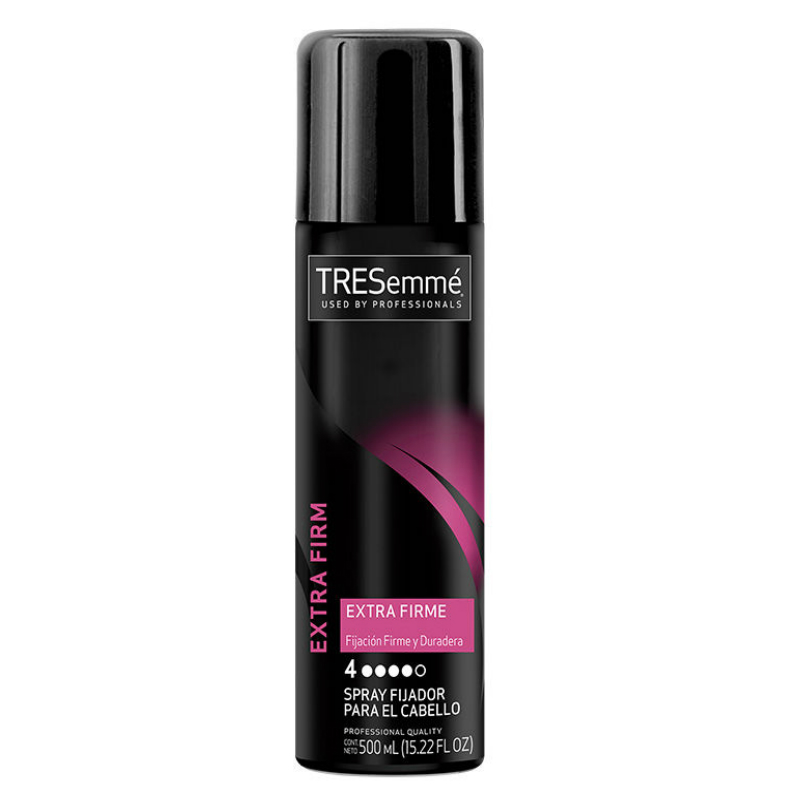 TRESemmé
USED BY PROFESSIONALS
EXTRA FIRM
EXTRA FIRME
Fijación Firme y Duradera
4
SPRAY FIJADOR
PARA EL CABELLO
PROFESSIONAL QUALITY
CONT. NETO 500 mL (15.22 FL OZ)